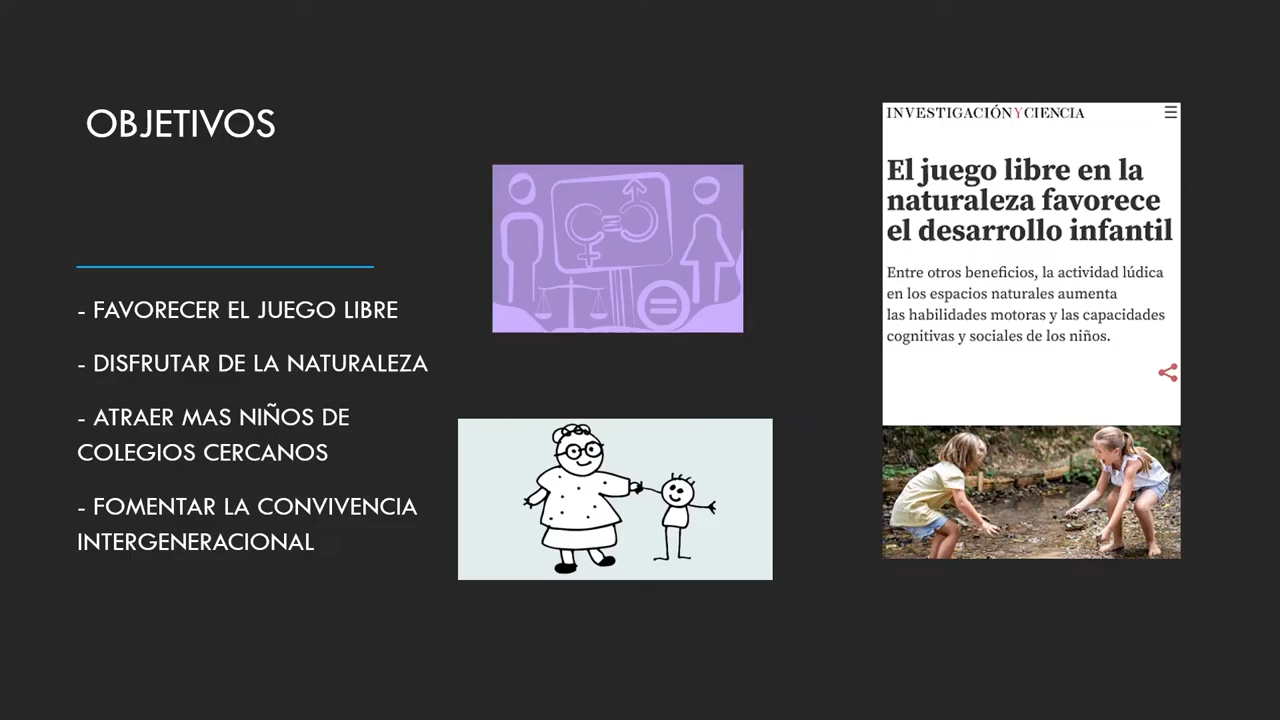 OBJETIVOS
- FAVORECER EL JUEGO LIBRE
- DISFRUTAR DE LA NATURALEZA
- ATRAER MAS NIÑOS DE
COLEGIOS CERCANOS
- FOMENTAR LA CONVIVENCIA
INTERGENERACIONAL
INVESTIGACIÓNYCIENCIA
El juego libre en la
naturaleza favorece
el desarrollo infantil
Entre otros beneficios, la actividad lúdica
en los espacios naturales aumenta
las habilidades motoras y las capacidades
cognitivas y sociales de los niños.